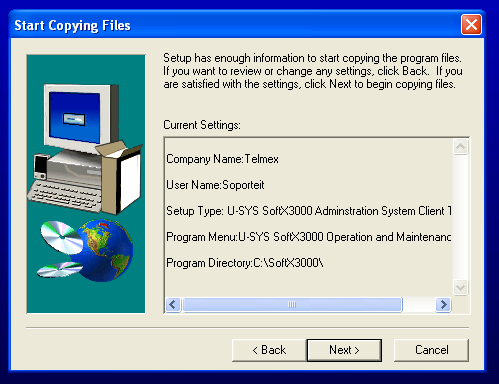 Start Copying Files
Setup has enough information to start copying the program files.
If you want to review or change any settings, click Back. If you
are satisfied with the settings, click Next to begin copying files.
Current Settings:
Company Name:Telmex
User Name:Soporteit
Setup Type: U-SYS SoftX3000 Adminstration System Client
Program Menu:U-SYS SoftX3000 Operation and Maintenanc
Program Directory:C:\SoftX3000\
< Back
Next >
Cancel